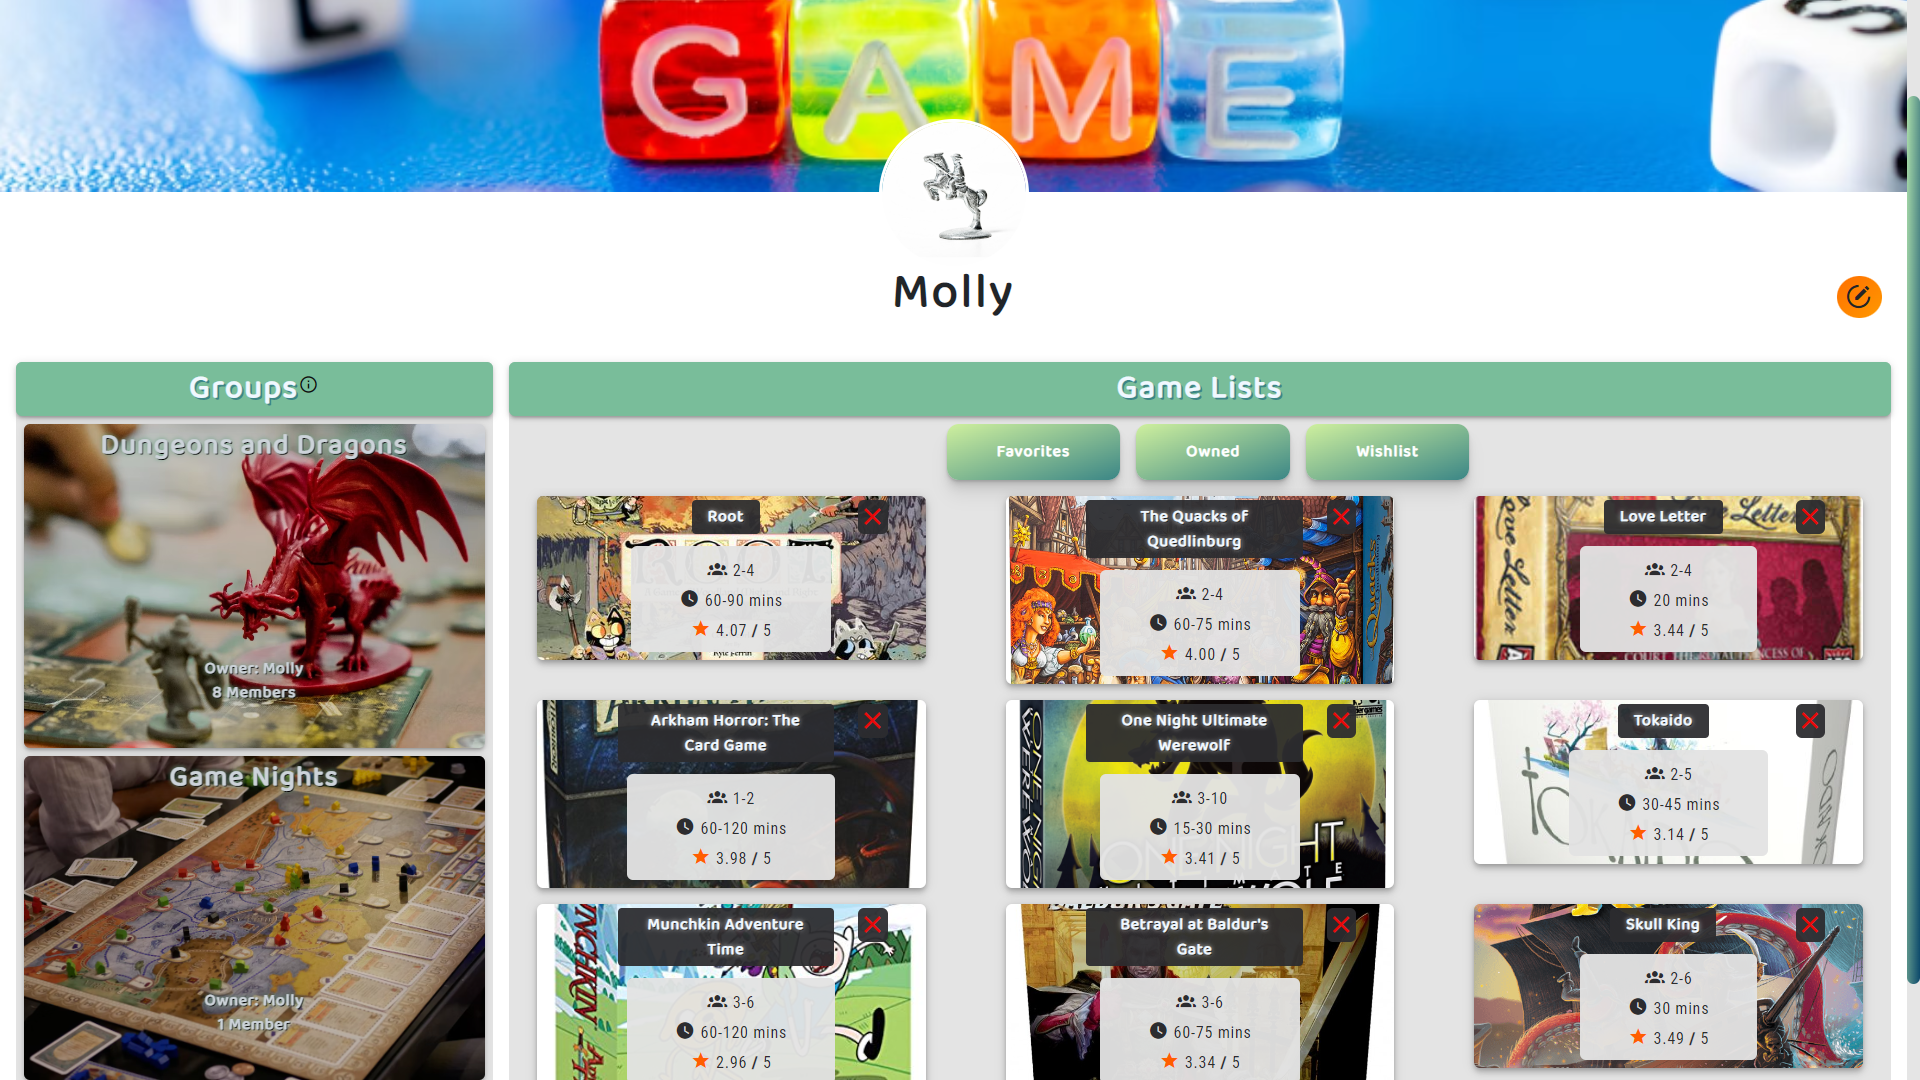 GAME
Molly
Groups
Game Lists
Dungeons and Dragons
Owner: Molly
8 Members
Game Nights
Owner: Molly
1 Member
Favorites
Owned
Wishlist
Root
2-4
60-90 mins
4.07 / 5
The Quacks of
Quedlinburg
2-4
60-75 mins
4.00 / 5
Love Letter
2-4
20 mins
3.44 / 5
Arkham Horror: The
Card Game
1-2
60-120 mins
3.98 / 5
One Night Ultimate
Werewolf
3-10
15-30 mins
3.41 / 5
Tokaido
2-5
30-45 mins
3.14 / 5
Munchkin Adventure
Time
3-6
60-120 mins
2.96 / 5
Betrayal at Baldur's
Gate
3-6
60-75 mins
3.34 / 5
Skull King
2-6
30 mins
3.49 / 5